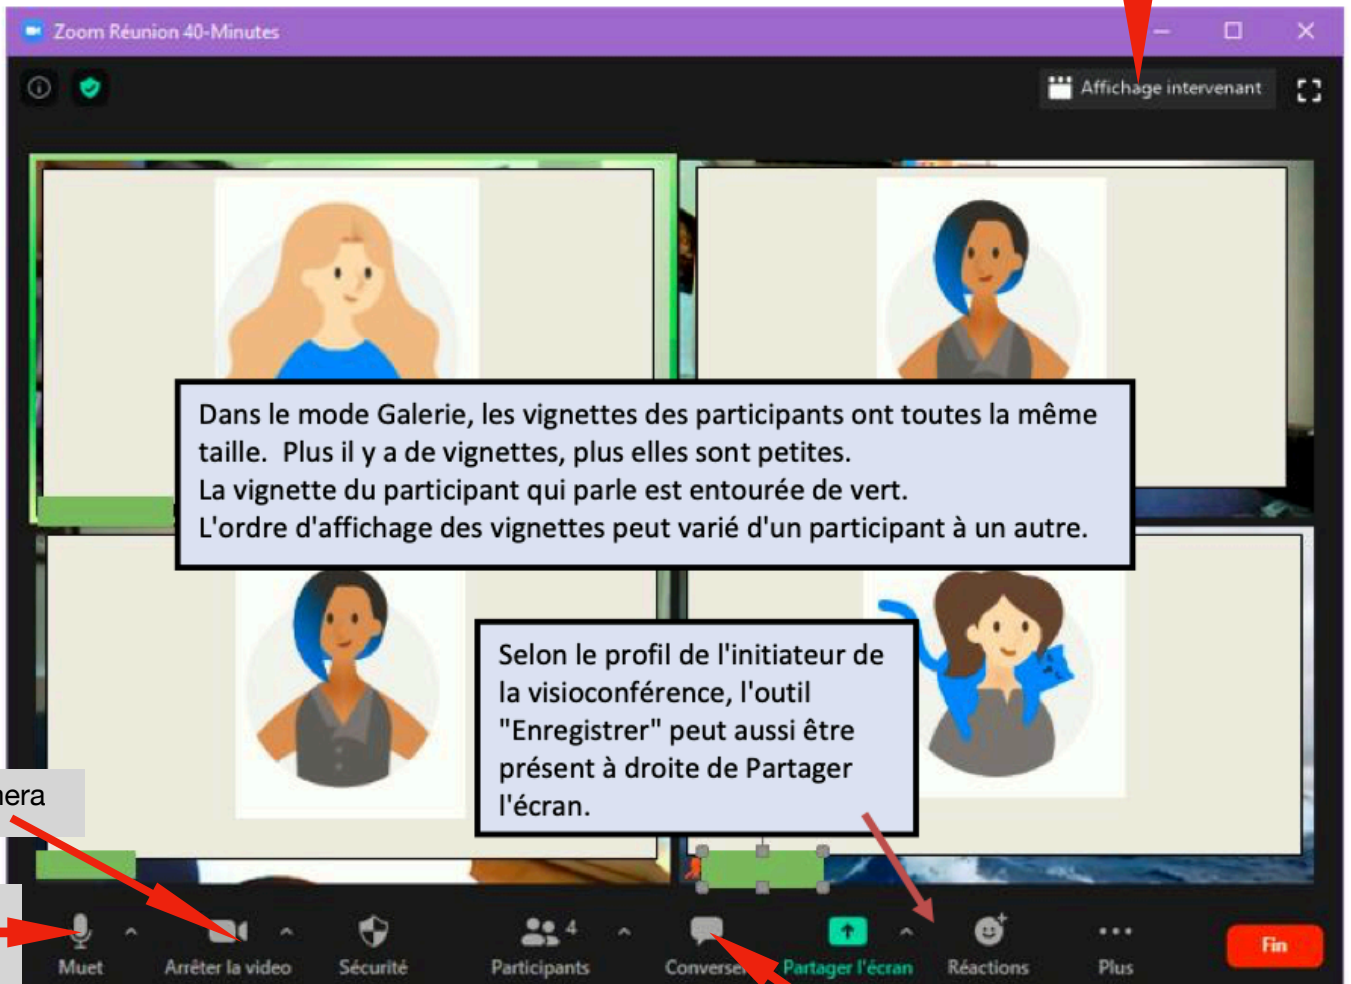 Zoom Réunion 40-Minutes
Affichage intervenant
Dans le mode Galerie, les vignettes des participants ont toutes la même
taille. Plus il y a de vignettes, plus elles sont petites.
La vignette du participant qui parle est entourée de vert.
L'ordre d'affichage des vignettes peut varié d'un participant à un autre.
Selon le profil de l'initiateur de
la visioconférence, l'outil
"Enregistrer" peut aussi être
présent à droite de Partager
l'écran.
4
Muet
Arrêter la video
Sécurité
Participants
Converser
Partager l'écran
Réactions
Plus
Fin